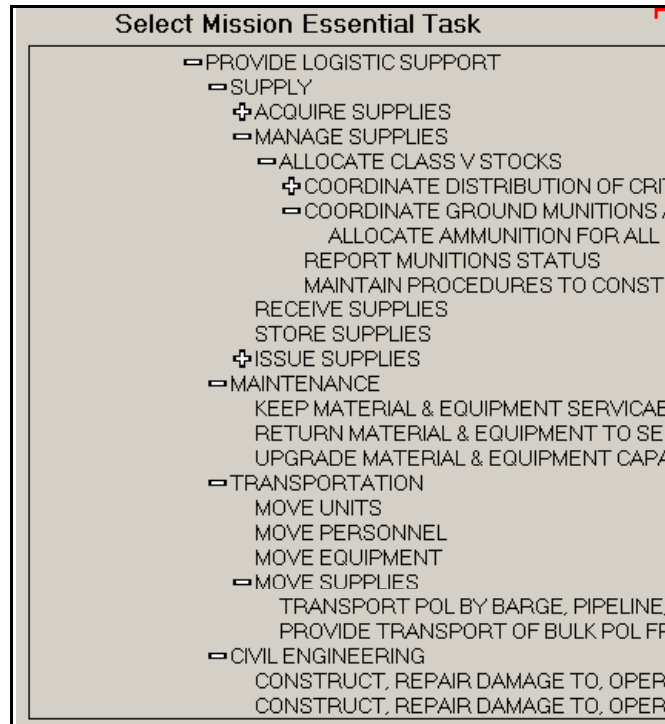 Select Mission Essential Task
PROVIDE LOGISTIC SUPPORT
SUPPLY
ACQUIRE SUPPLIES
MANAGE SUPPLIES
ALLOCATE CLASS V STOCKS
COORDINATE DISTRIBUTION OF CRIT
COORDINATE GROUND MUNITIONS A
ALLOCATE AMMUNITION FOR ALL
REPORT MUNITIONS STATUS
MAINTAIN PROCEDURES TO CONST
RECEIVE SUPPLIES
STORE SUPPLIES
ISSUE SUPPLIES
MAINTENANCE
KEEP MATERIAL & EQUIPMENT SERVICAB
RETURN MATERIAL & EQUIPMENT TO SE
UPGRADE MATERIAL & EQUIPMENT CAPA
TRANSPORTATION
MOVE UNITS
MOVE PERSONNEL
MOVE EQUIPMENT
MOVE SUPPLIES
TRANSPORT POL BY BARGE, PIPELINE,
PROVIDE TRANSPORT OF BULK POL FR
CIVIL ENGINEERING
CONSTRUCT, REPAIR DAMAGE TO, OPER
CONSTRUCT, REPAIR DAMAGE TO, OPER